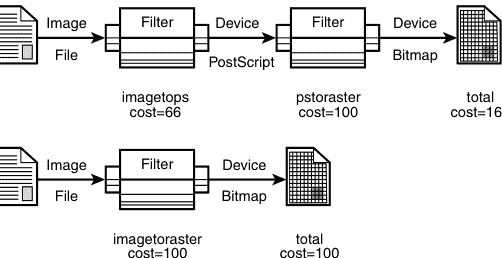 Image Filter Device Filter Device
File PostScript Bitmap
imagetops pstoraster total
cost=66 cost=100 cost=16
Image Filter Device
File Bitmap
imagetoraster total
cost=100 cost=100